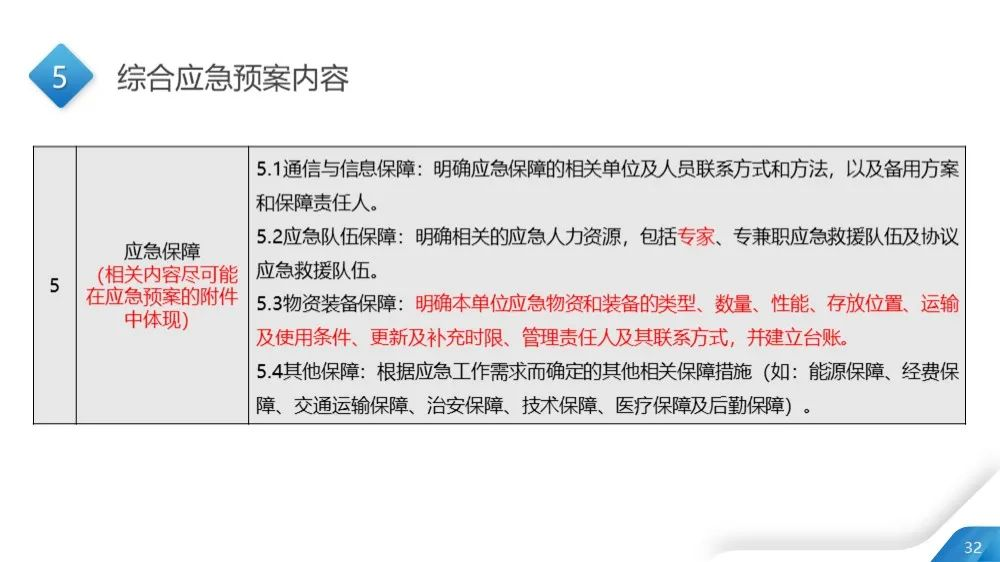 5
综合应急预案内容
5
应急保障
（相关内容尽可能
在应急预案的附件
中体现）
5.1通信与信息保障：明确应急保障的相关单位及人员联系方式和方法，以及备用方案
和保障责任人。
5.2应急队伍保障：明确相关的应急人力资源，包括专家、专兼职应急救援队伍及协议
应急救援队伍。
5.3物资装备保障：明确本单位应急物资和装备的类型、数量、性能、存放位置、运输
及使用条件、更新及补充时限、管理责任人及其联系方式，并建立台账。
5.4其他保障：根据应急工作需求而确定的其他相关保障措施（如：能源保障、经费保
障、交通运输保障、治安保障、技术保障、医疗保障及后勤保障）。
32